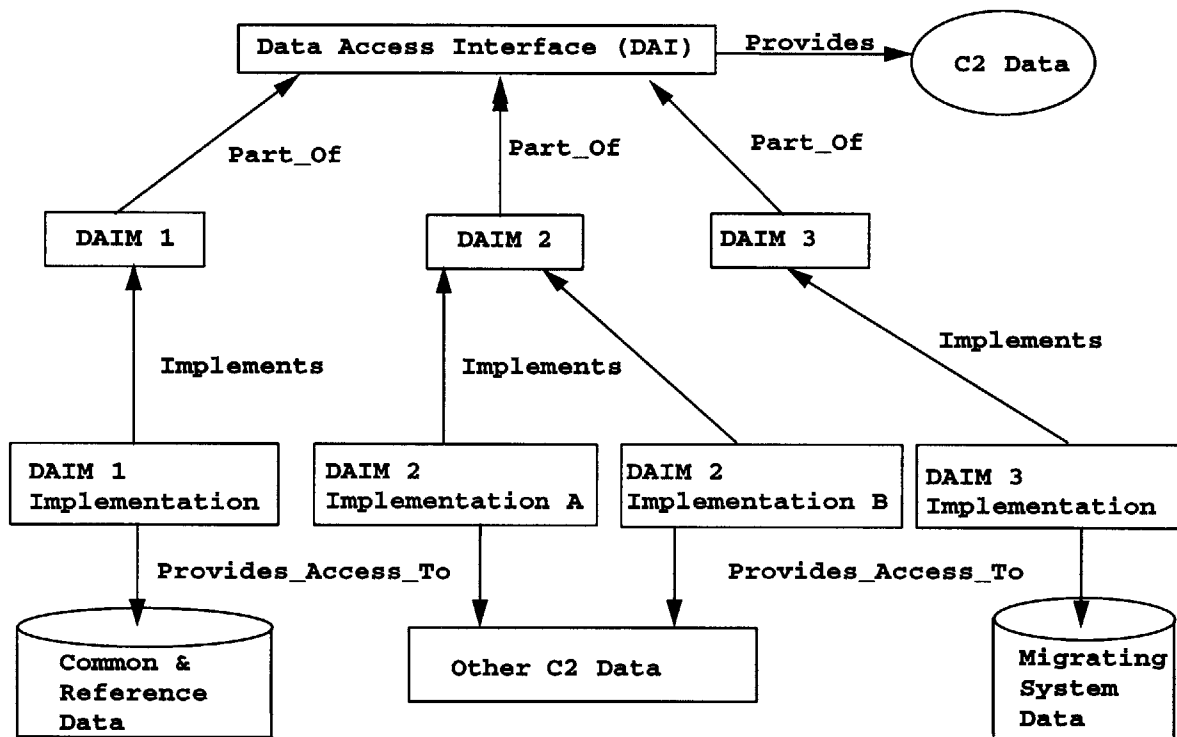 Data Access Interface (DAI)
Provides
C2 Data
Part_Of
Part_Of
Part_Of
DAIM 1
DAIM 2
DAIM 3
Implements
Implements
Implements
DAIM 1
Implementation
DAIM 2
Implementation A
DAIM 2
Implementation B
DAIM 3
Implementation
Provides_Access_To
Provides_Access_To
Common &
Reference
Data
Other C2 Data
Migrating
System
Data